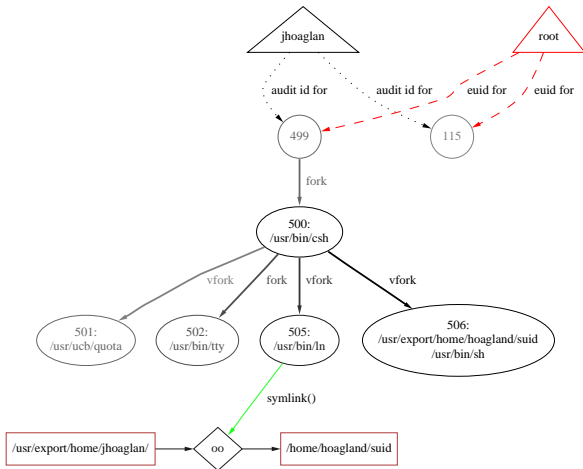 jhoaglan
root
audit id for
audit id for
euid for
euid for
499
115
fork
500:
/usr/bin/csh
vfork
fork
vfork
vfork
501:
/usr/ucb/quota
502:
/usr/bin/tty
505:
/usr/bin/ln
506:
/usr/export/home/hoagland/suid
/usr/bin/sh
symlink()
/usr/export/home/jhoaglan/
oo
/home/hoagland/suid